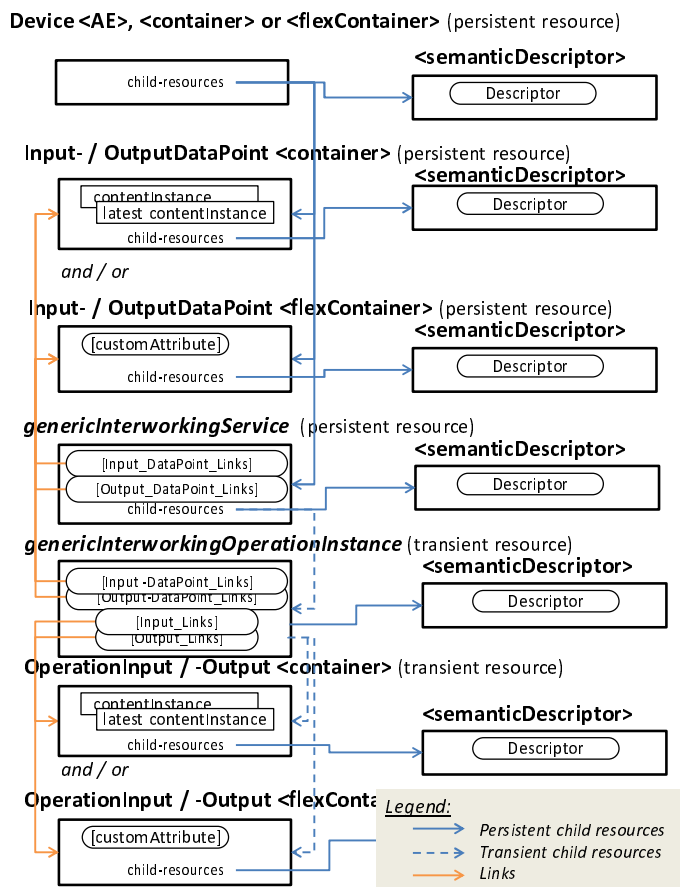 Device <AE>, <container> or <flexContainer> (persistent resource)
<semanticDescriptor>
child-resources
Descriptor
Input- / OutputDataPoint <container> (persistent resource)
<semanticDescriptor>
contentInstance
latest contentInstance
Descriptor
child-resources
and / or
Input- / OutputDataPoint <flexContainer> (persistent resource)
<semanticDescriptor>
[customAttribute]
Descriptor
child-resources
genericInterworkingService (persistent resource)
<semanticDescriptor>
[Input_DataPoint_Links]
[Output_DataPoint_Links]
Descriptor
child-resources
genericInterworkingOperationInstance (transient resource)
<semanticDescriptor>
[Input-DataPoint_Links]
[Output-DataPoint_Links]
Descriptor
[Input_Links]
[Output_Links]
OperationInput / -Output <container> (transient resource)
contentInstance
latest contentInstance
<semanticDescriptor>
child-resources
Descriptor
and / or
OperationInput / -Output <flexConta
[customAttribute]
child-resources
Legend:
Persistent child resources
Transient child resources
Links